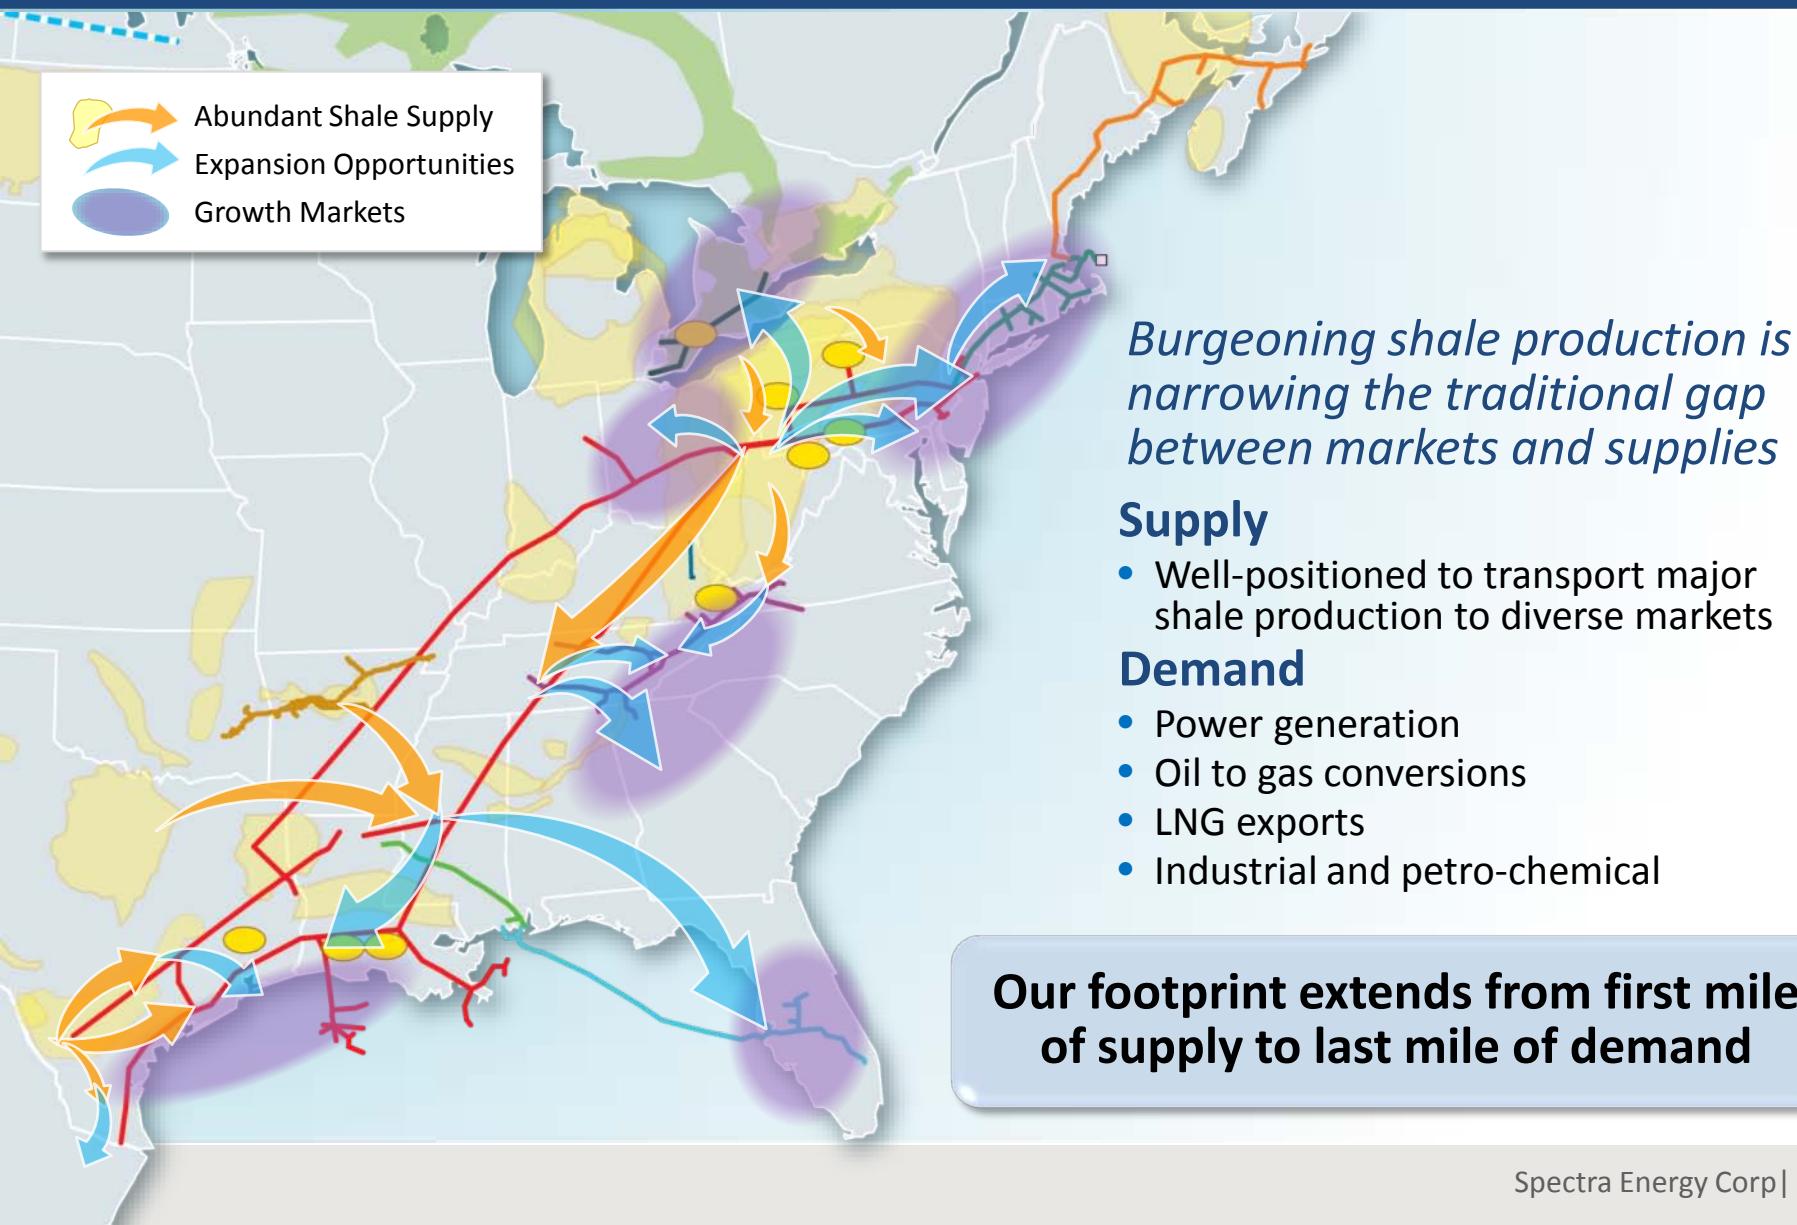 Abundant Shale Supply
Expansion Opportunities
Growth Markets
Burgeoning shale production is
narrowing the traditional gap
between markets and supplies
Supply
• Well-positioned to transport major
shale production to diverse markets
Demand
• Power generation
• Oil to gas conversions
• LNG exports
• Industrial and petro-chemical
Our footprint extends from first mile
of supply to last mile of demand
Spectra Energy Corp|